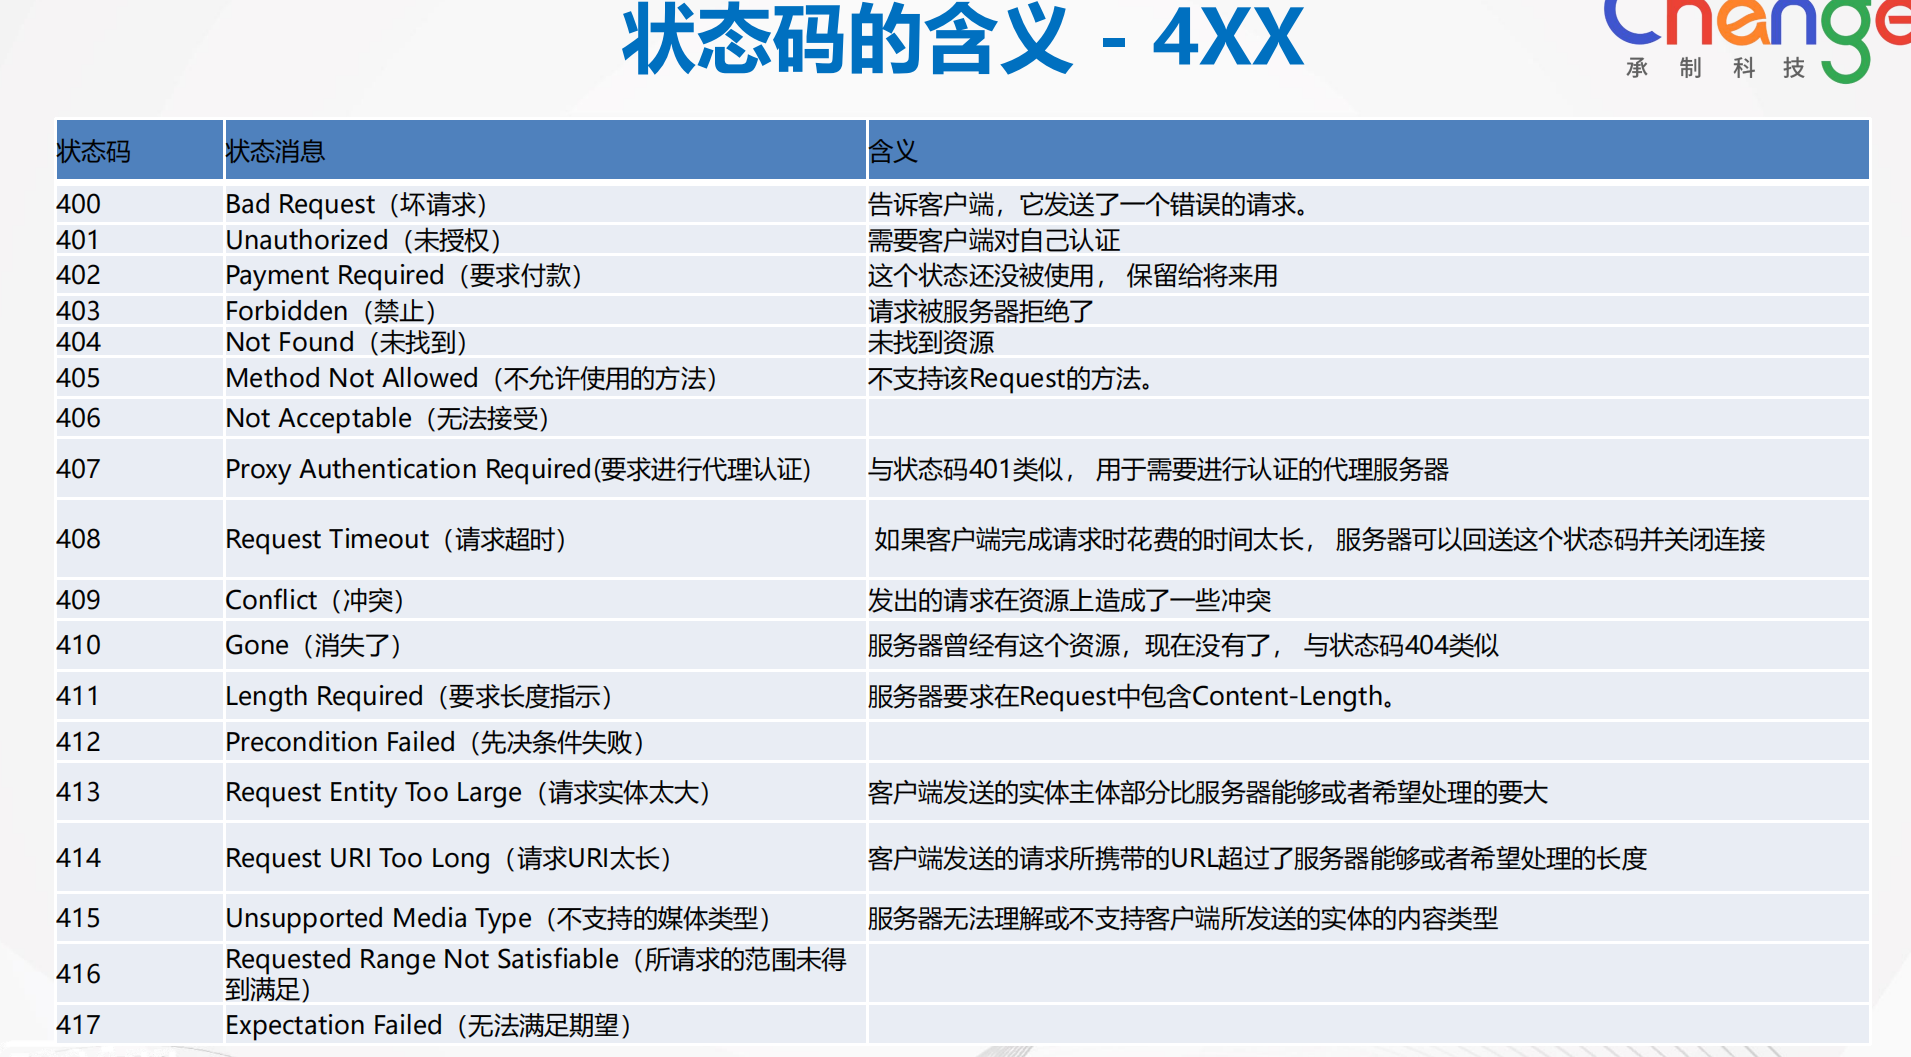 状态码的含义 - 4XX
Change
承制科技
状态码 状态消息 含义
400 Bad Request（坏请求） 告诉客户端，它发送了一个错误的请求。
401 Unauthorized（未授权） 需要客户端对自己认证
402 Payment Required（要求付款） 这个状态还没被使用， 保留给将来用
403 Forbidden（禁止） 请求被服务器拒绝了
404 Not Found（未找到） 未找到资源
405 Method Not Allowed（不允许使用的方法） 不支持该Request的方法。
406 Not Acceptable（无法接受）
407 Proxy Authentication Required(要求进行代理认证) 与状态码401类似， 用于需要进行认证的代理服务器
408 Request Timeout（请求超时） 如果客户端完成请求时花费的时间太长， 服务器可以回送这个状态码并关闭连接
409 Conflict（冲突） 发出的请求在资源上造成了一些冲突
410 Gone（消失了） 服务器曾经有这个资源，现在没有了， 与状态码404类似
411 Length Required（要求长度指示） 服务器要求在Request中包含Content-Length。
412 Precondition Failed（先决条件失败）
413 Request Entity Too Large（请求实体太大） 客户端发送的实体主体部分比服务器能够或者希望处理的要大
414 Request URI Too Long（请求URI太长） 客户端发送的请求所携带的URL超过了服务器能够或者希望处理的长度
415 Unsupported Media Type（不支持的媒体类型） 服务器无法理解或不支持客户端所发送的实体的内容类型
416 Requested Range Not Satisfiable（所请求的范围未得
到满足）
417 Expectation Failed（无法满足期望）